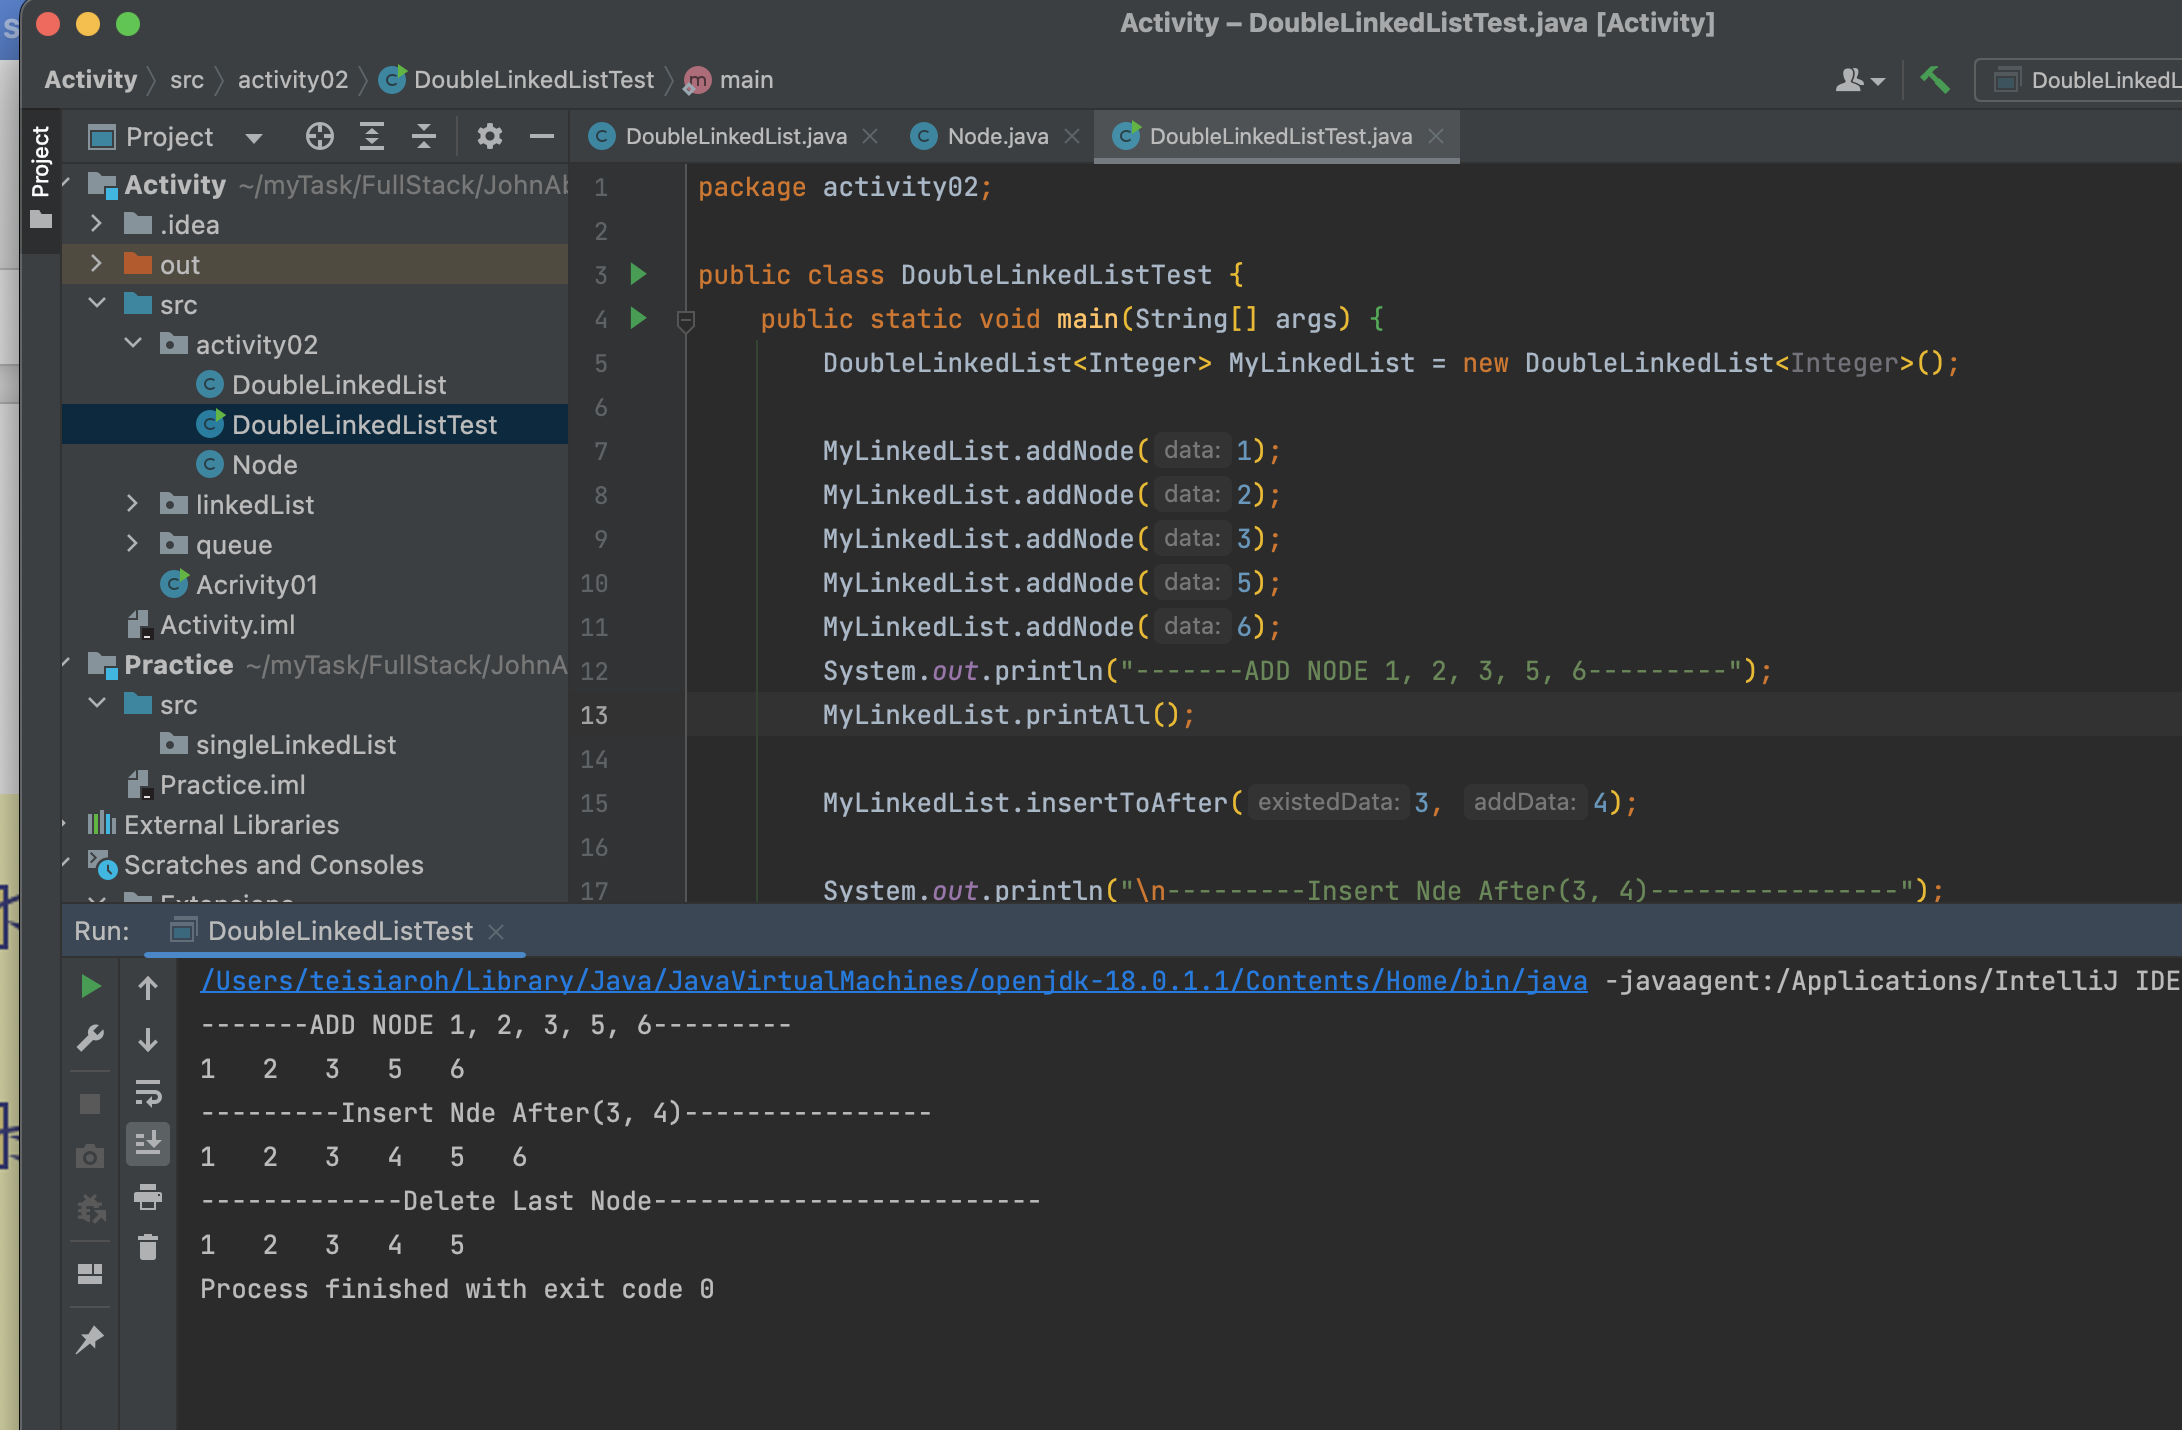 Activity – DoubleLinkedListTest.java [Activity]
Activity src activity02 DoubleLinkedListTest main
DoubleLinkedL
Project
Project
DoubleLinkedList.java Node.java DoubleLinkedListTest.java
Activity ~/myTask/FullStack/JohnAb
.idea
out
src
activity02
DoubleLinkedList
DoubleLinkedListTest
Node
linkedList
queue
Acrivity01
Activity.iml
Practice ~/myTask/FullStack/JohnA
src
singleLinkedList
Practice.iml
External Libraries
Scratches and Consoles
Extensions
1 package activity02;
2
3 public class DoubleLinkedListTest {
4 public static void main(String[] args) {
5 DoubleLinkedList<Integer> MyLinkedList = new DoubleLinkedList<Integer>();
6
7 MyLinkedList.addNode( data: 1);
8 MyLinkedList.addNode( data: 2);
9 MyLinkedList.addNode( data: 3);
10 MyLinkedList.addNode( data: 5);
11 MyLinkedList.addNode( data: 6);
12 System.out.println("-------ADD NODE 1, 2, 3, 5, 6---------");
13 MyLinkedList.printAll();
14
15 MyLinkedList.insertToAfter( existedData: 3, addData: 4);
16
17 System.out.println("\n---------Insert Nde After(3, 4)----------------");
Run: DoubleLinkedListTest
/Users/teisiaroh/Library/Java/JavaVirtualMachines/openjdk-18.0.1.1/Contents/Home/bin/java -javaagent:/Applications/IntelliJ IDE
-------ADD NODE 1, 2, 3, 5, 6---------
1 2 3 5 6
---------Insert Nde After(3, 4)----------------
1 2 3 4 5 6
-------------Delete Last Node-------------------------
1 2 3 4 5
Process finished with exit code 0